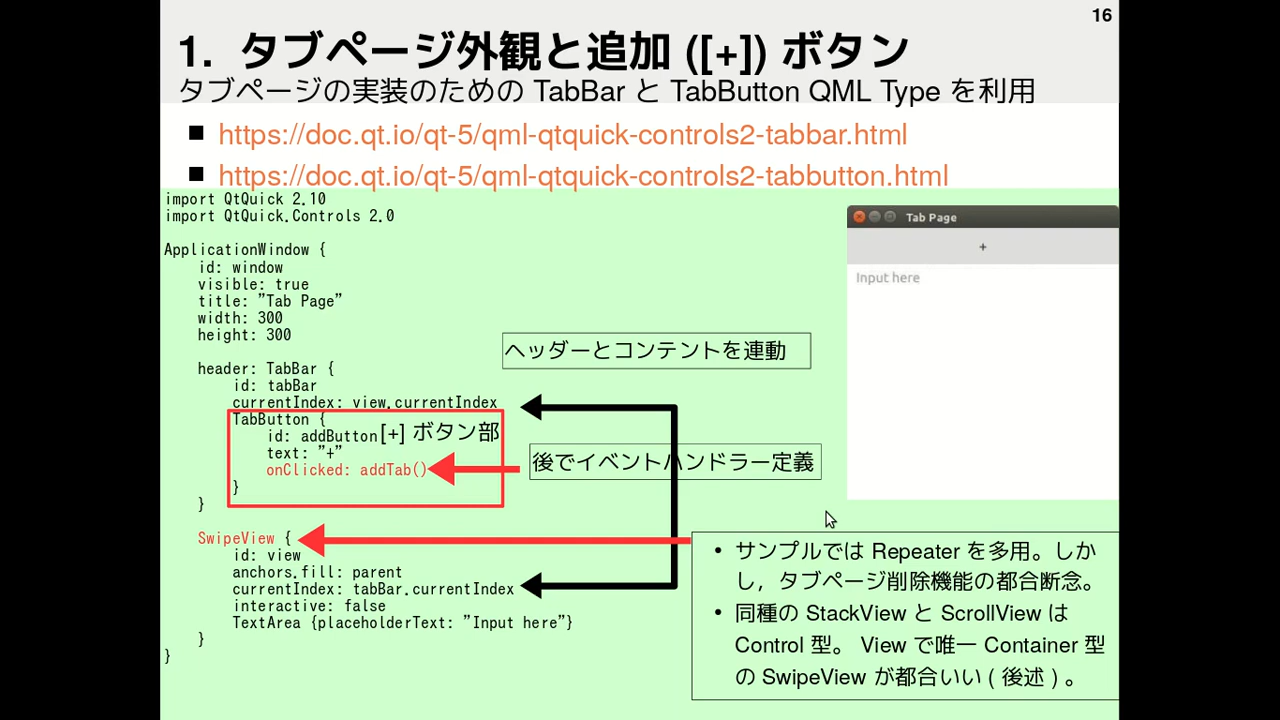 16
1. タブページ外観と追加 ([+]) ボタン
タブページの実装のための TabBar と TabButton QML Type を利用
■ https://doc.qt.io/qt-5/qml-qtquick-controls2-tabbar.html
■ https://doc.qt.io/qt-5/qml-qtquick-controls2-tabbutton.html
import QtQuick 2.10
import QtQuick.Controls 2.0
ApplicationWindow {
id: window
visible: true
title: "Tab Page"
width: 300
height: 300
header: TabBar {
id: tabBar
currentIndex: view.currentIndex
TabButton {
id: addButton
text: "+"
onClicked: addTab()
}
}
SwipeView {
id: view
anchors.fill: parent
currentIndex: tabBar.currentIndex
interactive: false
TextArea {placeholderText: "Input here"}
}
}
ヘッダーとコンテントを連動
[+] ボタン部
後でイベントハンドラー定義
Tab Page
+
Input here
• サンプルでは Repeater を多用。しか
し，タブページ削除機能の都合断念。
• 同種の StackView と ScrollView は
Control 型。 View で唯一 Container 型
の SwipeView が都合いい ( 後述 ) 。